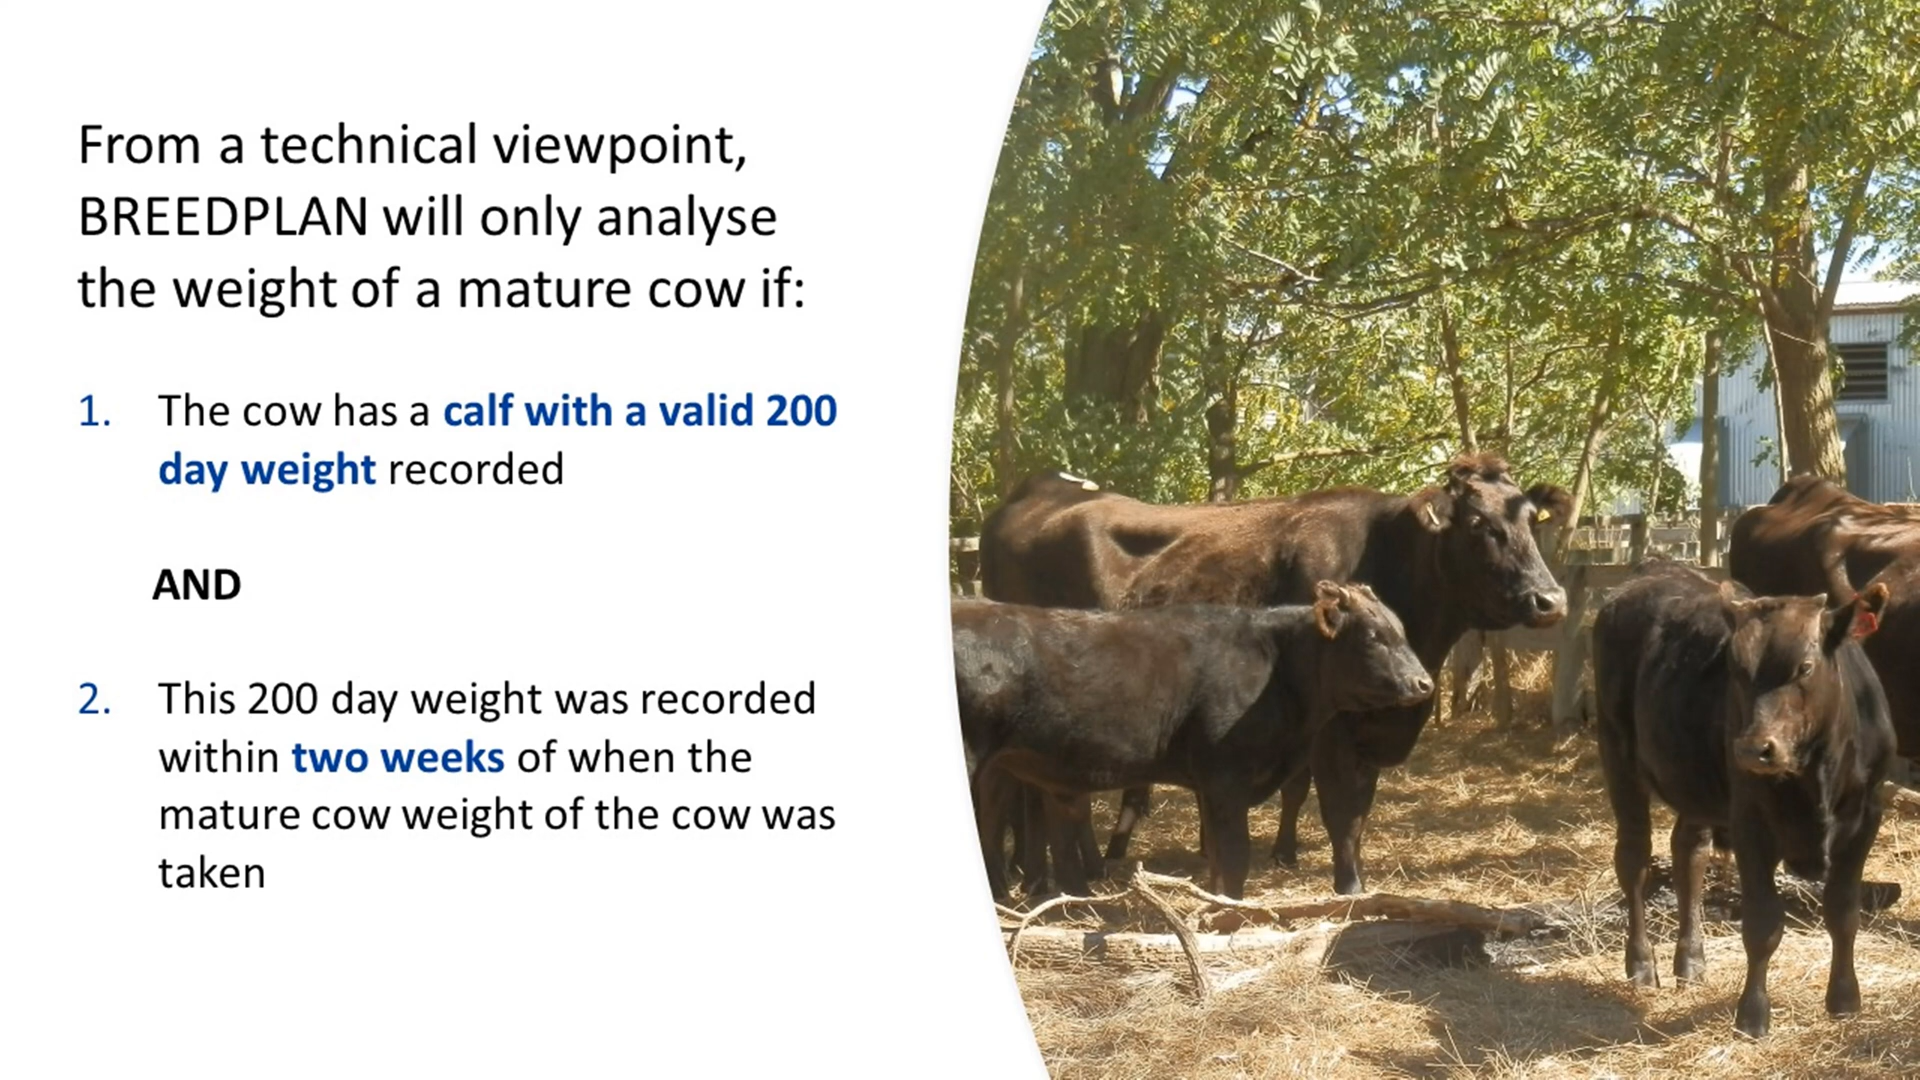 From a technical viewpoint,
BREEDPLAN will only analyse
the weight of a mature cow if:
1. The cow has a calf with a valid 200
day weight recorded
AND
2. This 200 day weight was recorded
within two weeks of when the
mature cow weight of the cow was
taken